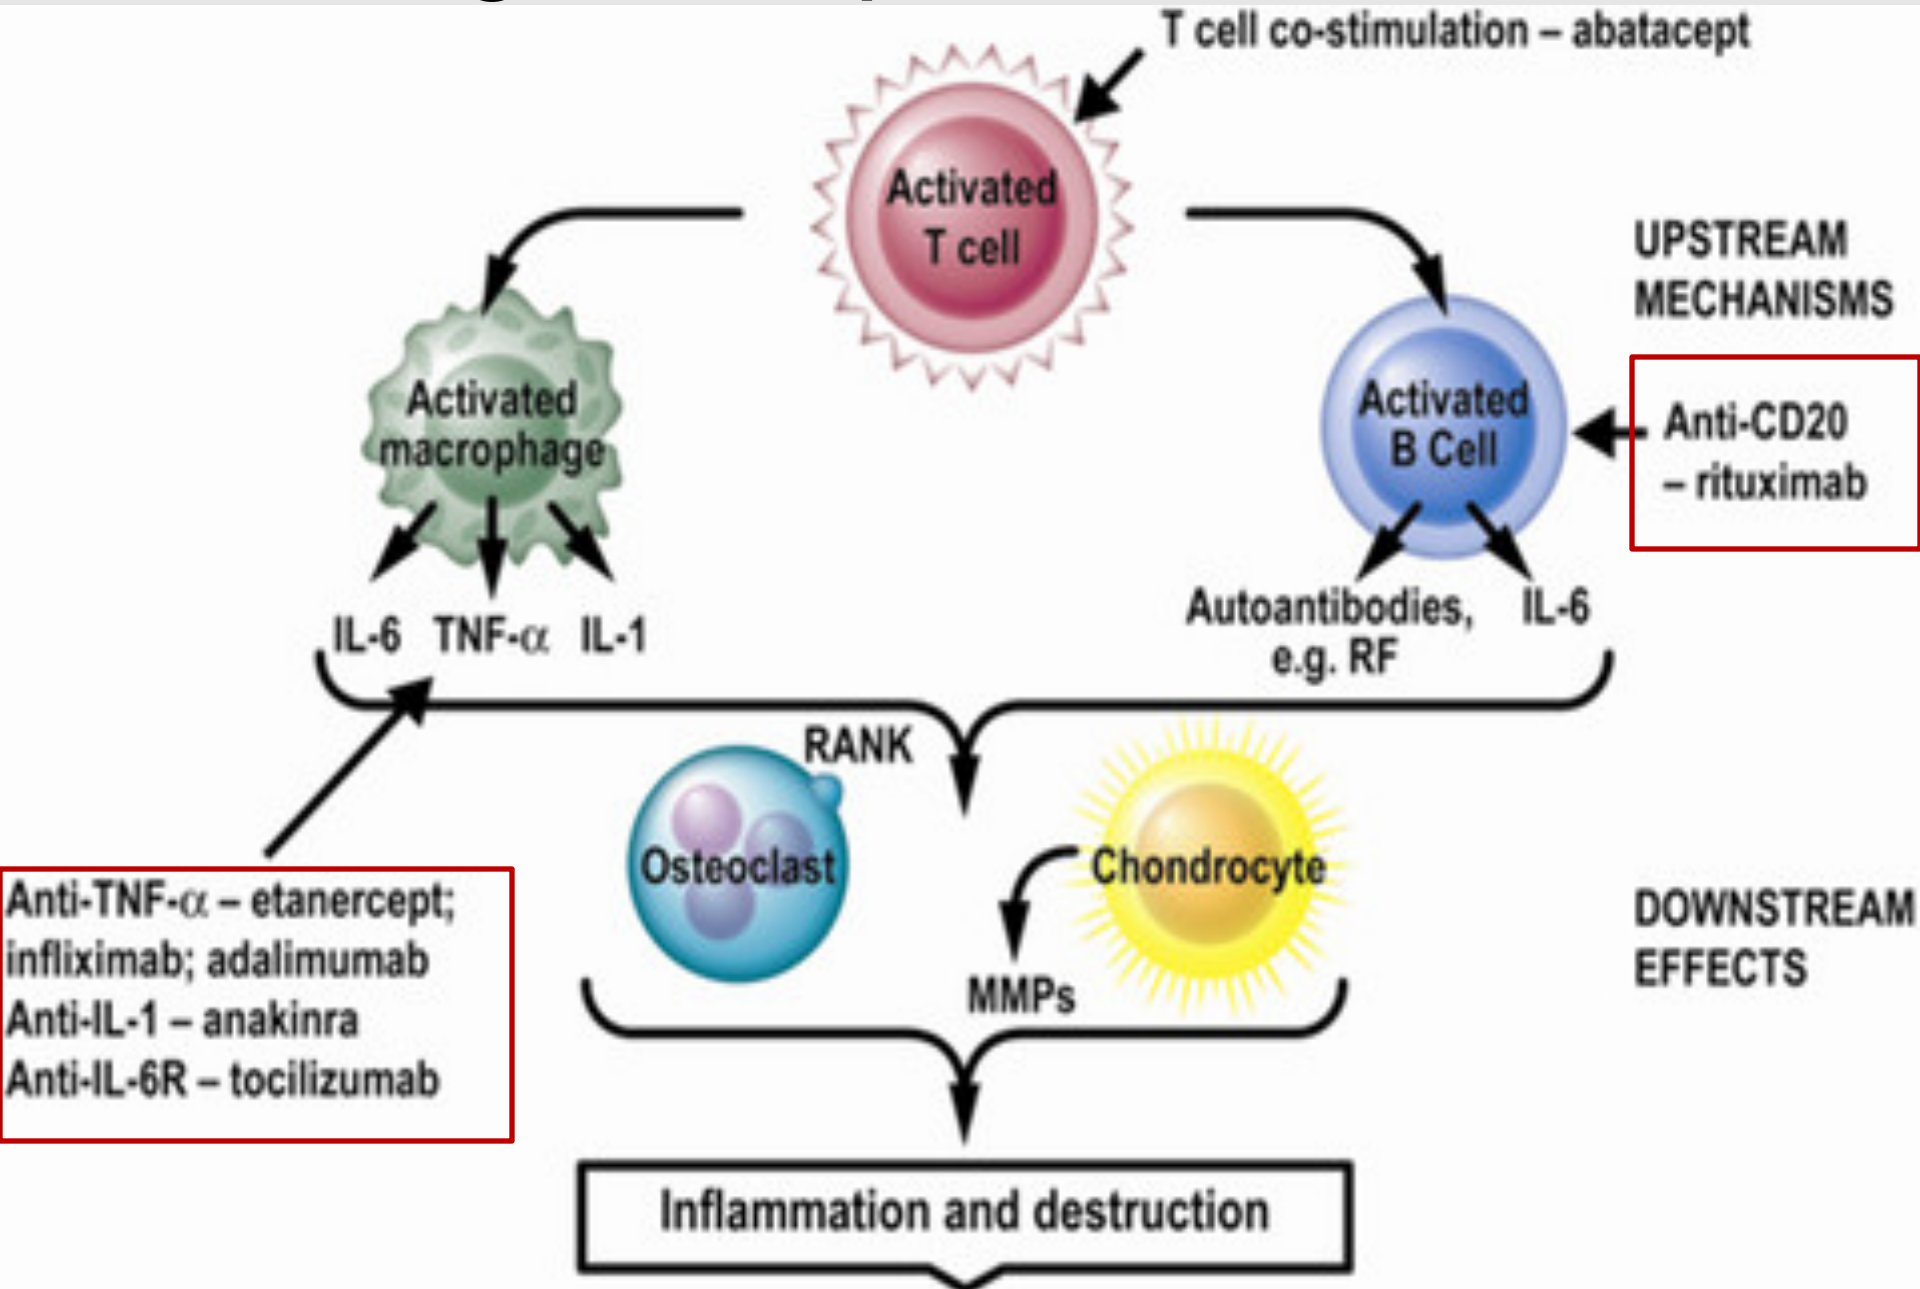 T cell co-stimulation – abatacept
Activated
T cell
UPSTREAM
MECHANISMS
Activated
macrophage
Activated
B Cell
Anti-CD20
– rituximab
IL-6 TNF-α IL-1
Autoantibodies, IL-6
e.g. RF
RANK
Osteoclast
Chondrocyte
MMPs
Anti-TNF-α – etanercept;
infliximab; adalimumab
Anti-IL-1 – anakinra
Anti-IL-6R – tocilizumab
DOWNSTREAM
EFFECTS
Inflammation and destruction